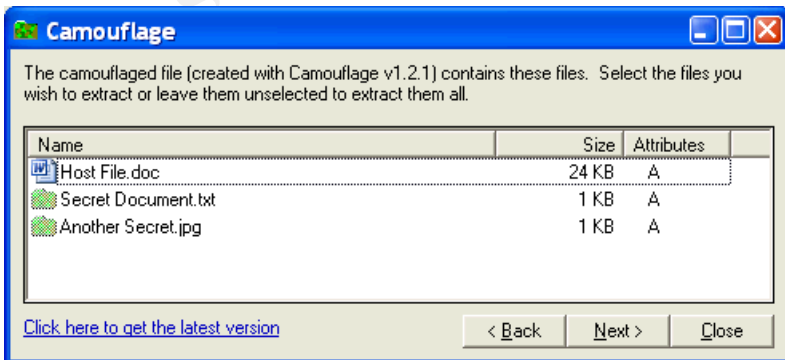 Camouflage
The camouflaged file (created with Camouflage v1.2.1) contains these files. Select the files you
wish to extract or leave them unselected to extract them all.
Name Size Attributes
Host File.doc 24 KB A
Secret Document.txt 1 KB A
Another Secret.jpg 1 KB A
Click here to get the latest version < Back Next > Close